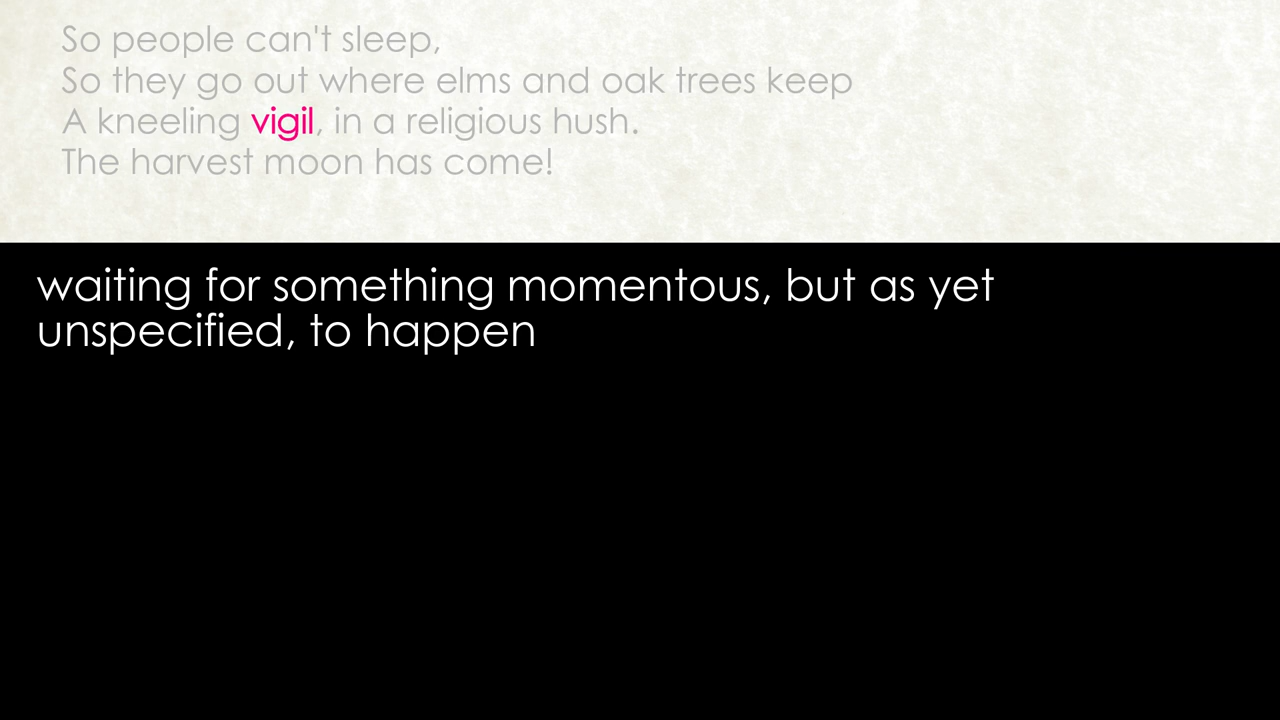 So people can't sleep,
So they go out where elms and oak trees keep
A kneeling vigil, in a religious hush.
The harvest moon has come!
waiting for something momentous, but as yet
unspecified, to happen